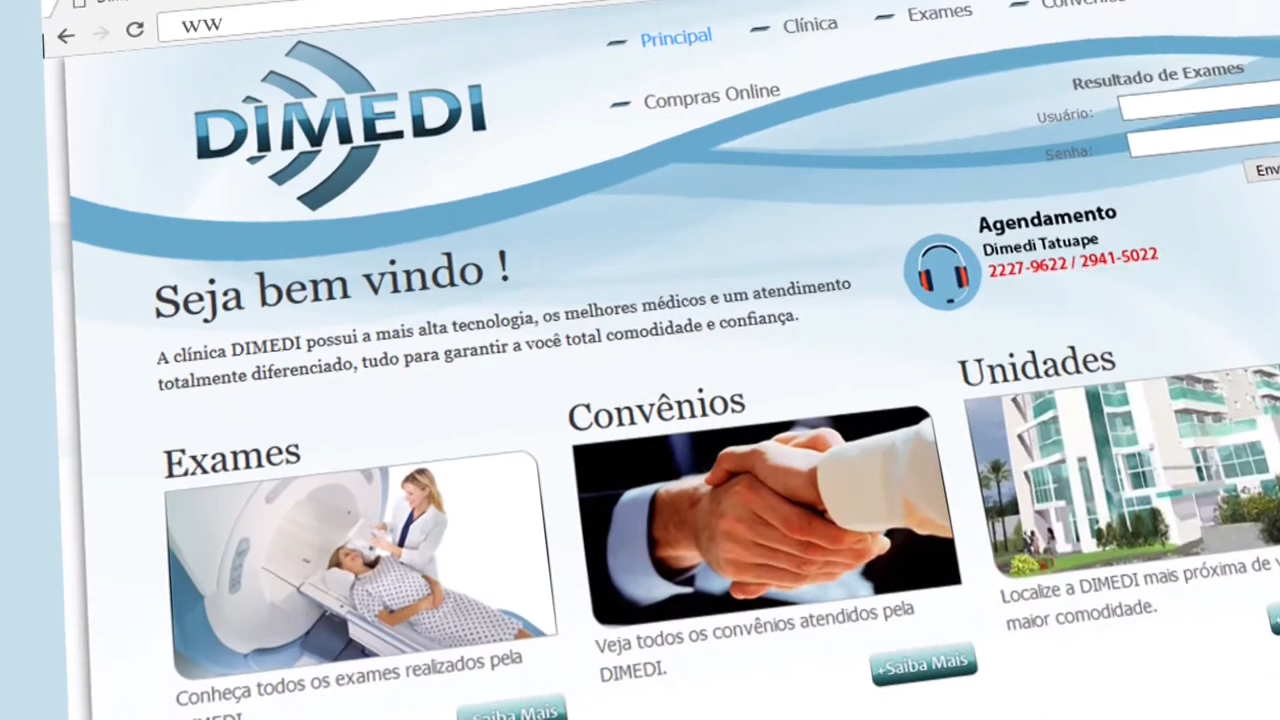 ww
DIMEDI
Principal
Clínica
Exames
Compras Online
Resultado de Exames
Usuário:
Senha:
Agendamento
Dimedi Tatuape
2227-9622 / 2941-5022
Seja bem vindo !
A clínica DIMEDI possui a mais alta tecnologia, os melhores médicos e um atendimento
totalmente diferenciado, tudo para garantir a você total comodidade e confiança.
Exames
Convênios
Unidades
Conheça todos os exames realizados pela
Veja todos os convênios atendidos pela
DIMEDI.
Localize a DIMEDI mais próxima de
maior comodidade.
+Saiba Mais
+Saiba Mais